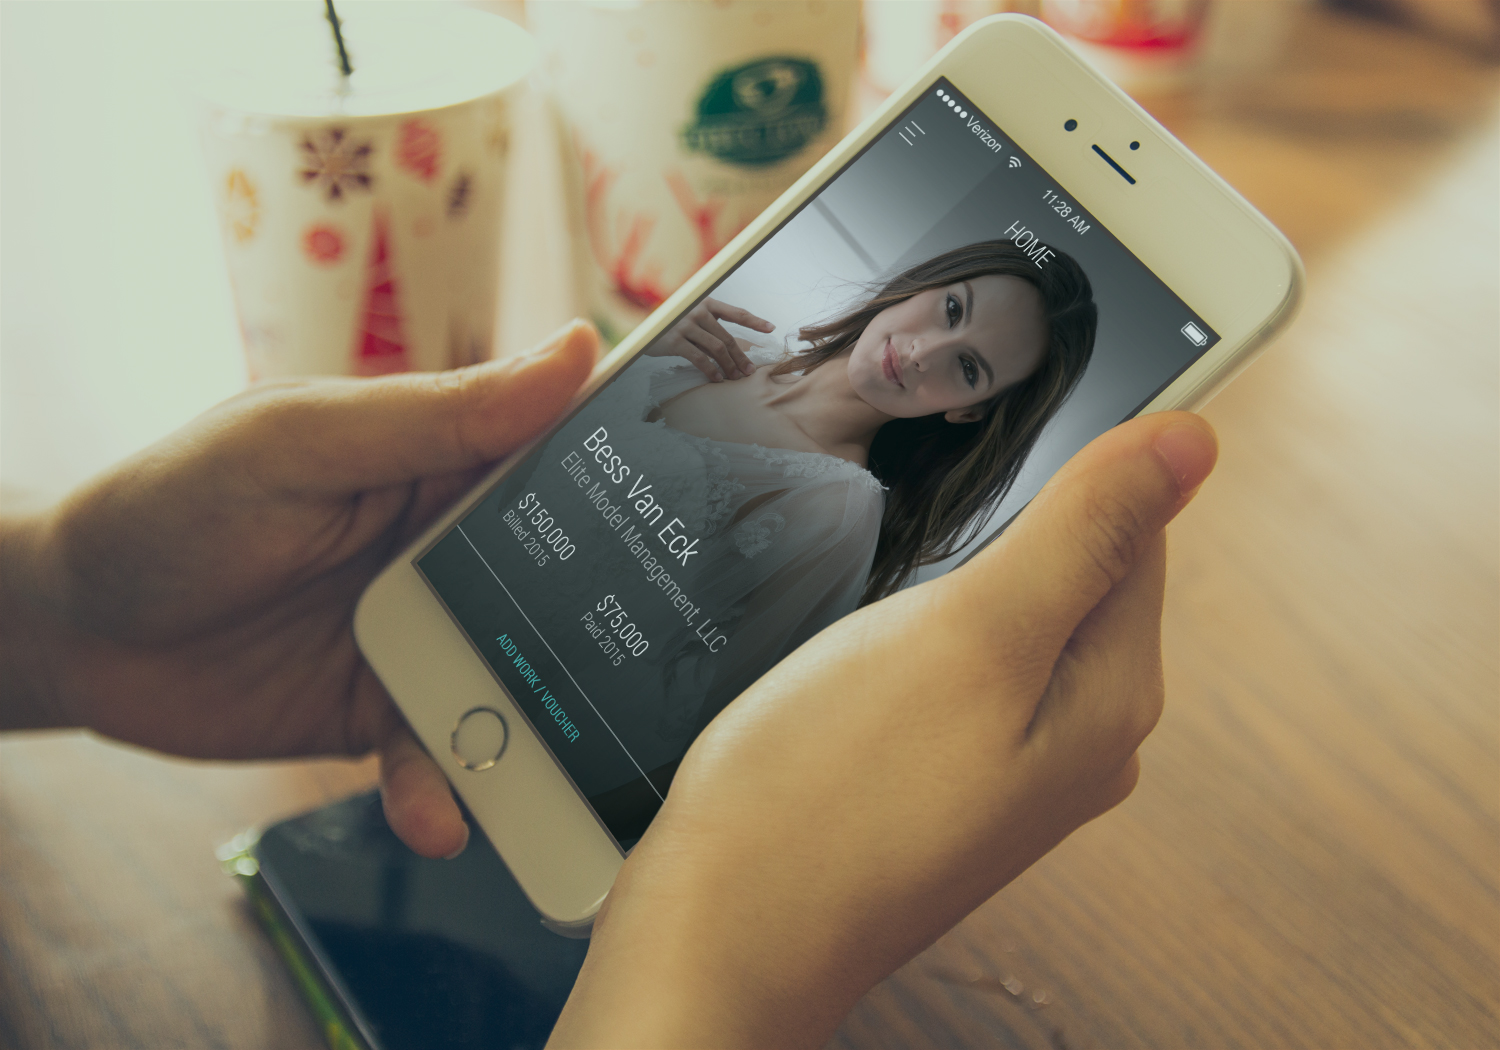 Verizon
11:28 AM
HOME
Bess Van Eck
Elite Model Management, LLC
$150,000
Billed 2015
$75,000
Paid 2015
ADD WORK / VOUCHER